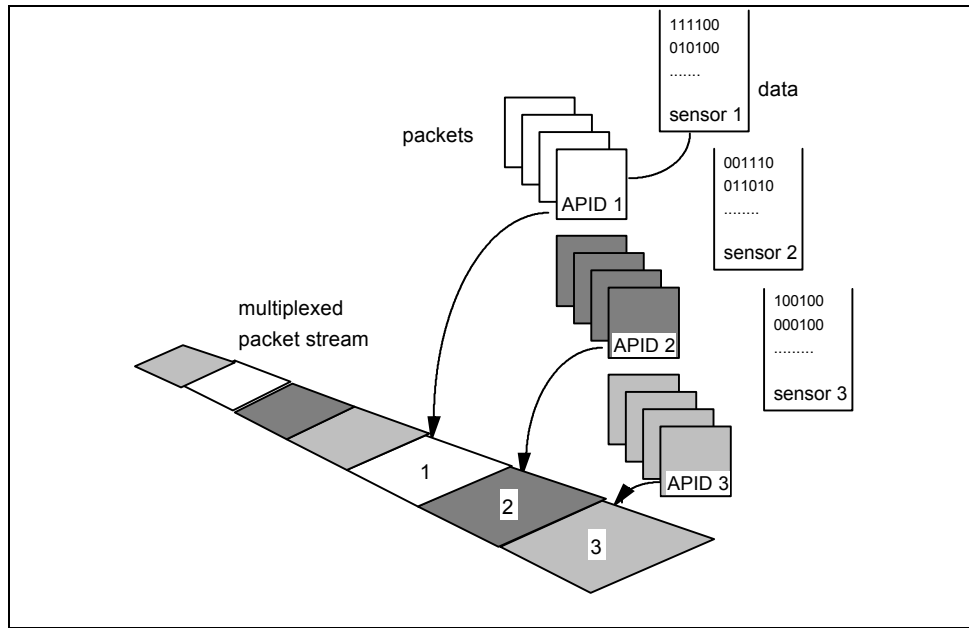 111100
010100
.......
sensor 1
data
packets
APID 1
001110
011010
........
sensor 2
APID 2
100100
000100
.........
sensor 3
multiplexed
packet stream
APID 3
1
2
3